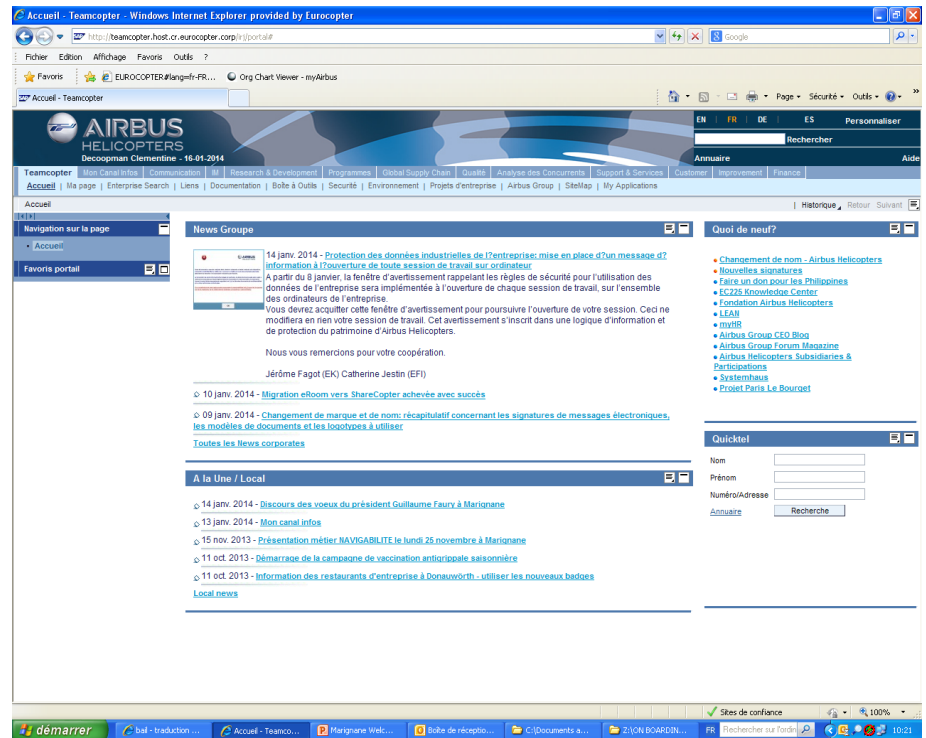 Accueil - Teamcopter - Windows Internet Explorer provided by Eurocopter
http://teamcopter.host.cr.eurocopter.corp/irj/portal#
Google
Fichier Edition Affichage Favoris Outils ?
Favoris EUROCOPTER#lang=fr-FR... Org Chart Viewer - myAirbus
Accueil - Teamcopter
Page Sécurité Outils
AIRBUS
HELICOPTERS
Decoopman Clementine - 16-01-2014
EN | FR | DE | ES Personnaliser
Rechercher
Annuaire Aide
Teamcopter Mon Canal Infos Communication IM Research & Development Programmes Global Supply Chain Qualité Analyse des Concurrents Support & Services Customer Improvement Finance
Accueil | Ma page | Enterprise Search | Liens | Documentation | Boîte à Outils | Securité | Environnement | Projets d'entreprise | Airbus Group | SiteMap | My Applications
Accueil
| Historique Retour Suivant
Navigation sur la page
Accueil
Favoris portail
News Groupe
14 janv. 2014 - Protection des données industrielles de l?entreprise: mise en place d?un message d?
information à l?ouverture de toute session de travail sur ordinateur
A partir du 8 janvier, la fenêtre d'avertissement rappelant les règles de sécurité pour l'utilisation des
données de l'entreprise sera implémentée à l'ouverture de chaque session de travail, sur l'ensemble
des ordinateurs de l'entreprise.
Vous devrez acquitter cette fenêtre d'avertissement pour poursuivre l'ouverture de votre session. Ceci ne
modifiera en rien votre session de travail. Cet avertissement s'inscrit dans une logique d'information et
de protection du patrimoine d'Airbus Helicopters.
Nous vous remercions pour votre coopération.
Jérôme Fagot (EK) Catherine Jestin (EFI)
10 janv. 2014 - Migration eRoom vers ShareCopter achevée avec succès
09 janv. 2014 - Changement de marque et de nom: récapitulatif concernant les signatures de messages électroniques,
les modèles de documents et les logotypes à utiliser
Toutes les News corporates
A la Une / Local
14 janv. 2014 - Discours des voeux du président Guillaume Faury à Marignane
13 janv. 2014 - Mon canal infos
15 nov. 2013 - Présentation métier NAVIGABILITE le lundi 25 novembre à Marignane
11 oct. 2013 - Démarrage de la campagne de vaccination antigrippale saisonnière
11 oct. 2013 - Information des restaurants d'entreprise à Donauwörth - utiliser les nouveaux badges
Local news
Quoi de neuf?
Changement de nom - Airbus Helicopters
Nouvelles signatures
Faire un don pour les Philippines
EC225 Knowledge Center
Fondation Airbus Helicopters
LEAN
myHR
Airbus Group CEO Blog
Airbus Group Forum Magazine
Airbus Helicopters Subsidiaries &
Participations
Systemhaus
Projet Paris Le Bourget
Quicktel
Nom
Prénom
Numéro/Adresse
Annuaire Recherche
Sites de confiance 100%
démarrer bail - traduction ... Accueil - Teamco... Marignane Welc... Boîte de réceptio... C:\Documents a... Z:\ON BOARDIN... FR Rechercher sur l'ordin 10:21